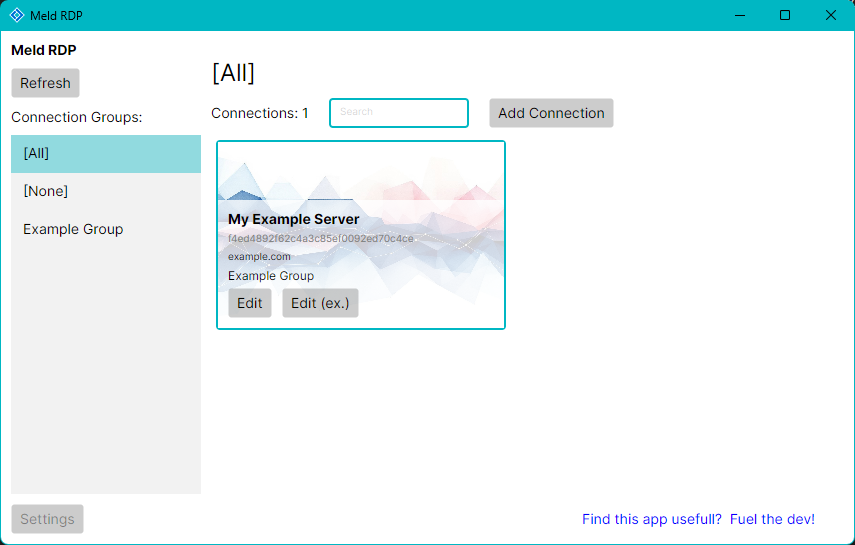 Meld RDP
Meld RDP
Refresh
Connection Groups:
[All]
[None]
Example Group
Settings
[All]
Connections: 1
Search
Add Connection
My Example Server
f4ed4892f62c4a3c85ef0092ed70c4ce
example.com
Example Group
Edit
Edit (ex.)
Find this app usefull? Fuel the dev!